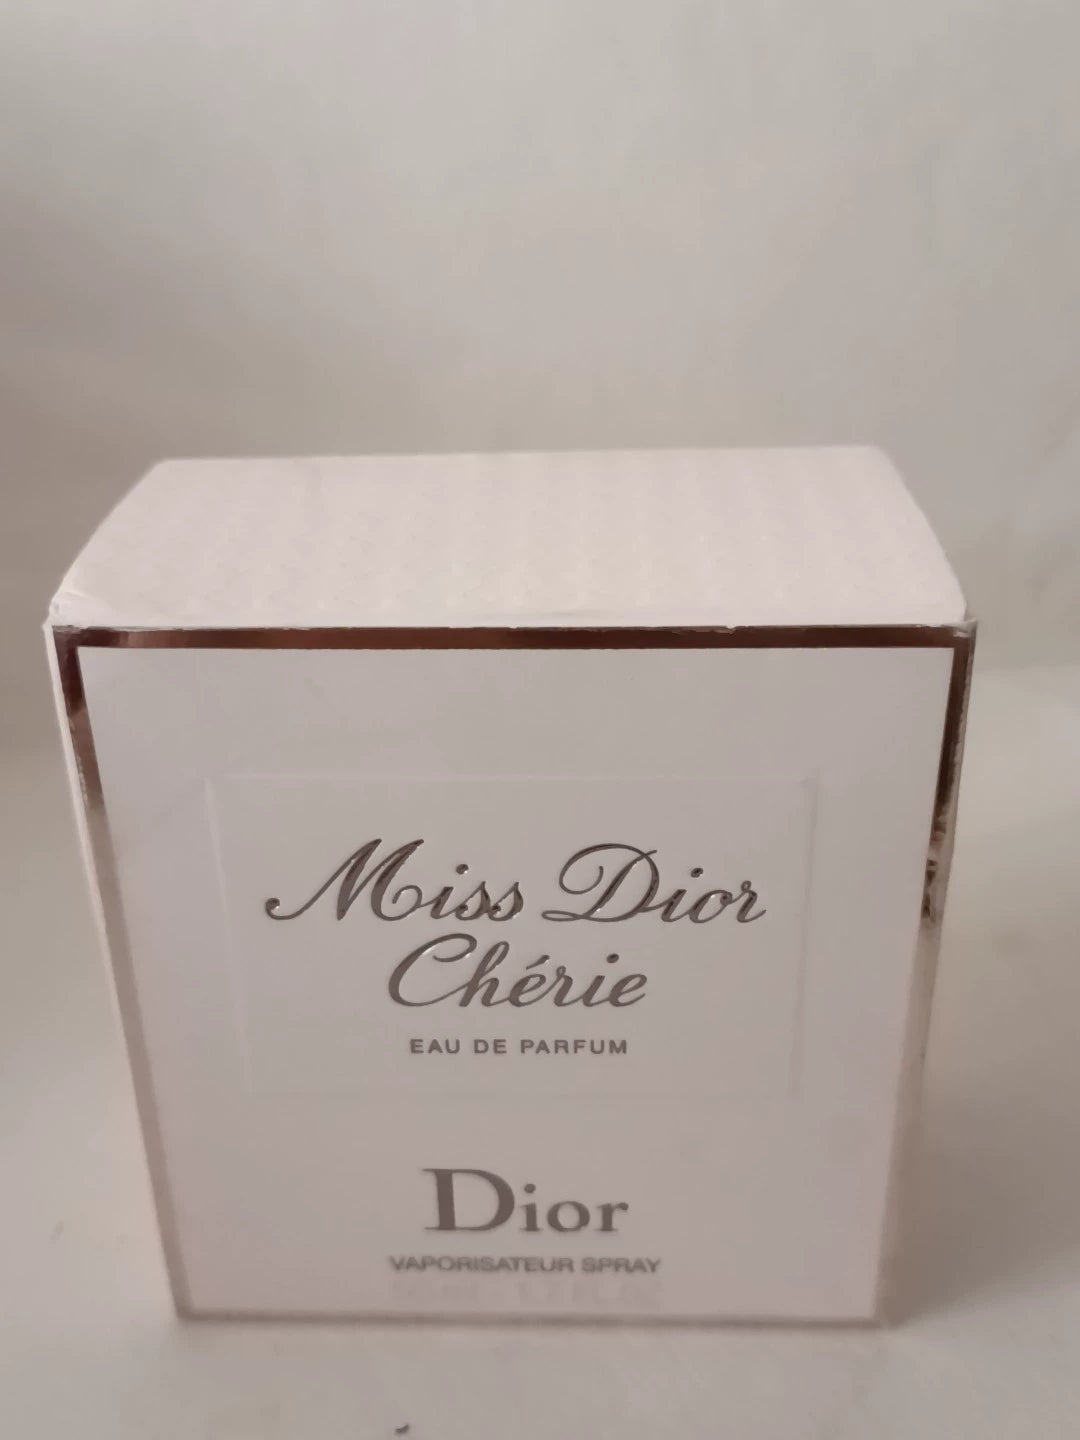 Miss Dior
Chérie
EAU DE PARFUM
Dior
VAPORISATEUR SPRAY